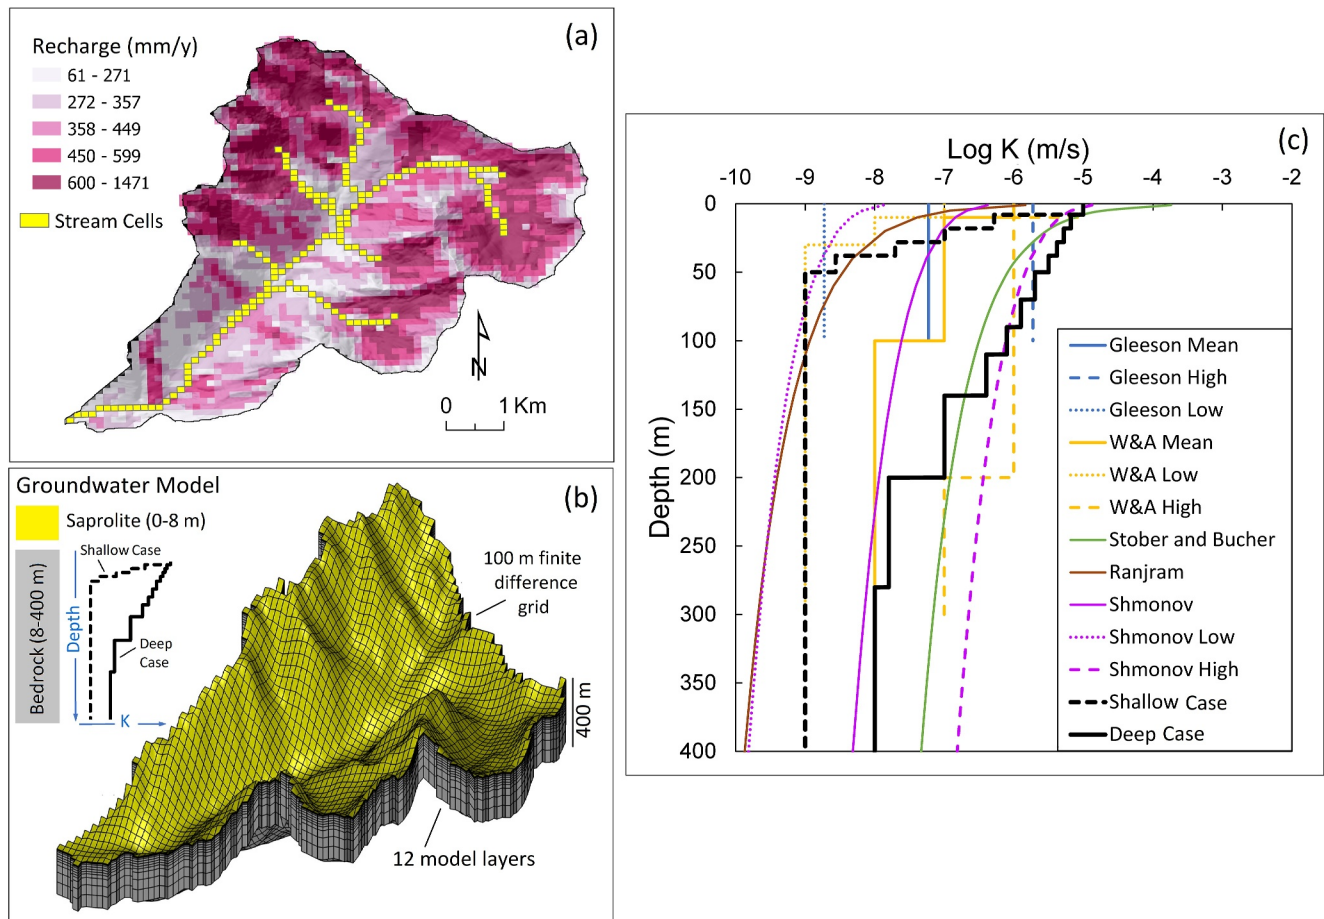 (a)
Recharge (mm/y)
61 - 271
272 - 357
358 - 449
450 - 599
600 - 1471
Stream Cells
N
0 1 Km
Groundwater Model
(b)
Saprolite (0-8 m)
Bedrock (8-400 m)
Shallow Case
Depth
Deep
Case
K
100 m finite
difference
grid
400 m
12 model layers
(c)
Log K (m/s)
-10 -9 -8 -7 -6 -5 -4 -3 -2
Depth (m)
0
50
100
150
200
250
300
350
400
Gleeson Mean
Gleeson High
Gleeson Low
W&A Mean
W&A Low
W&A High
Stober and Bucher
Ranjram
Shmonov
Shmonov Low
Shmonov High
Shallow Case
Deep Case